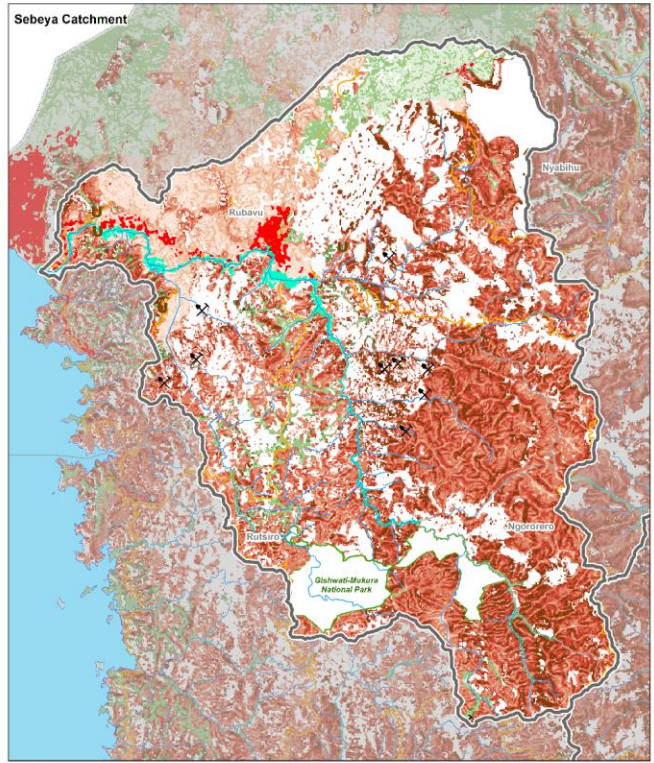 Sebeya Catchment
Nyabihu
Rubavu
Ngororero
Rutsiro
Gishwati-Mukura
National Park